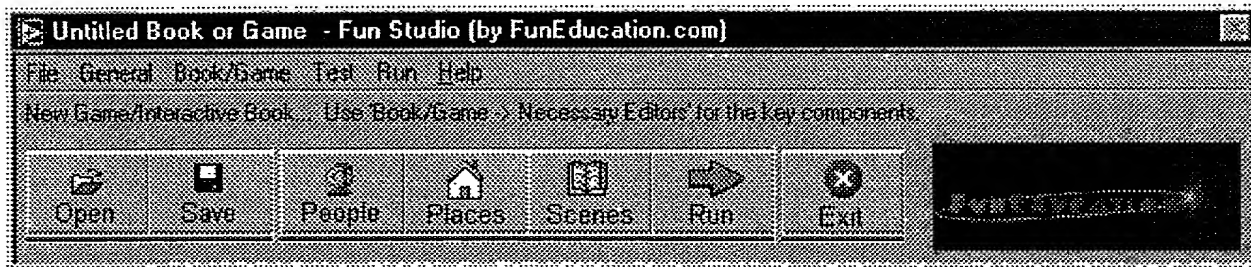 Untitled Book or Game - Fun Studio (by FunEducation.com)
File General Book/Game Test Run Help
New Game/Interactive Book... Use 'Book/Game -> Necessary Editors' for the key components.
Open Save People Places Scenes Run Exit
FunEDUCATION